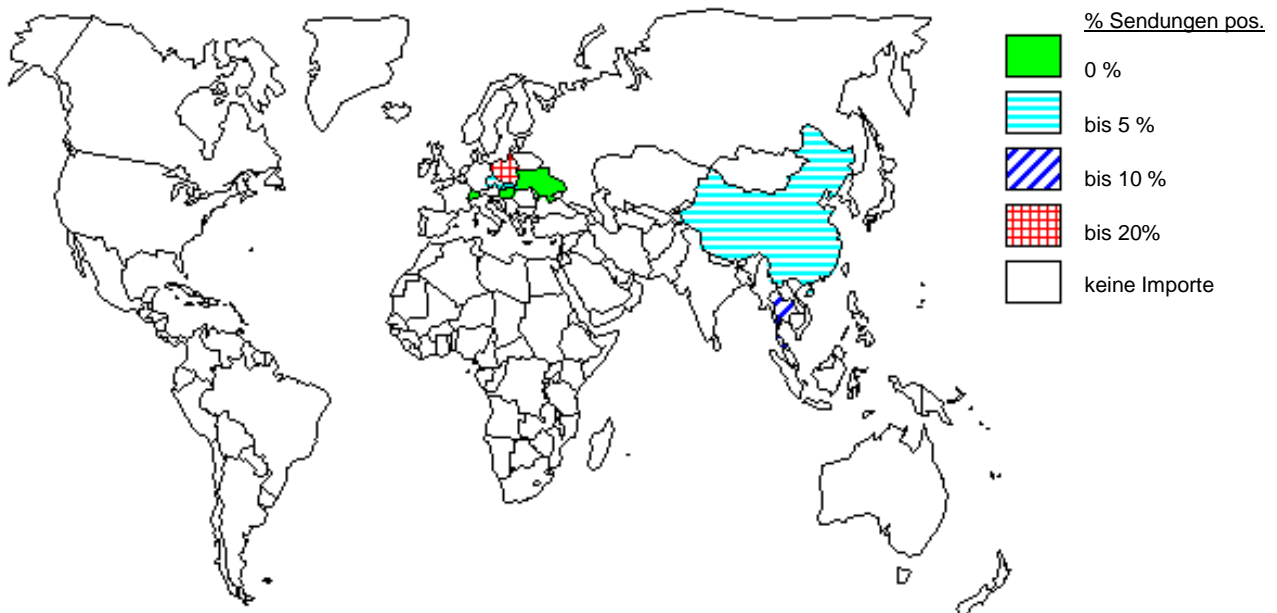 % Sendungen pos.
0 %
bis 5 %
bis 10 %
bis 20%
keine Importe